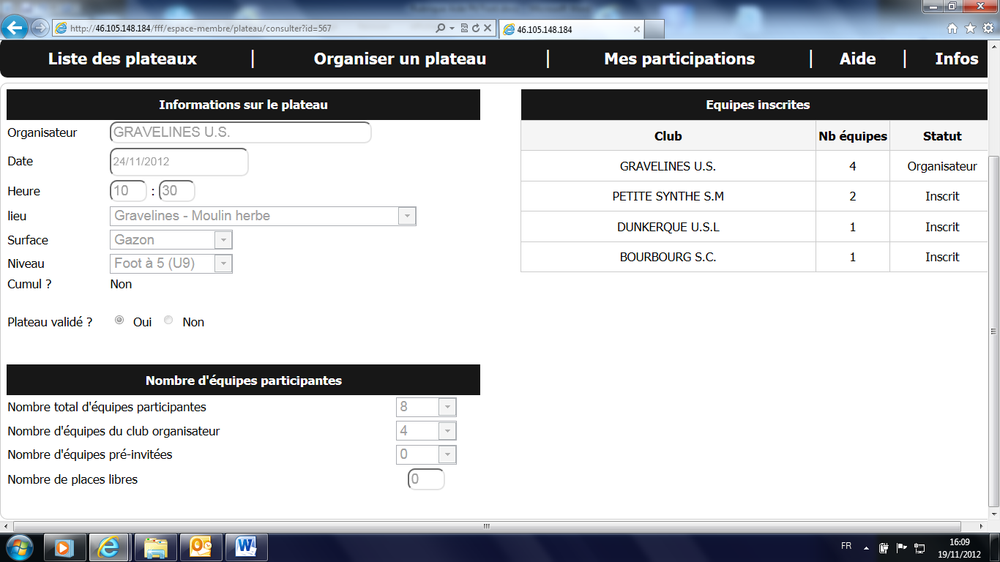 http://46.105.148.184/fff/espace-membre/plateau/consulter?id=567
46.105.148.184
Liste des plateaux | Organiser un plateau | Mes participations | Aide | Infos
Informations sur le plateau
Organisateur GRAVELINES U.S.
Date 24/11/2012
Heure 10 : 30
lieu Gravelines - Moulin herbe
Surface Gazon
Niveau Foot à 5 (U9)
Cumul ? Non
Plateau validé ? Oui Non
Nombre d'équipes participantes
Nombre total d'équipes participantes 8
Nombre d'équipes du club organisateur 4
Nombre d'équipes pré-invitées 0
Nombre de places libres 0
Equipes inscrites
Club Nb équipes Statut
GRAVELINES U.S. 4 Organisateur
PETITE SYNTHE S.M 2 Inscrit
DUNKERQUE U.S.L 1 Inscrit
BOURBOURG S.C. 1 Inscrit
FR
16:09
19/11/2012